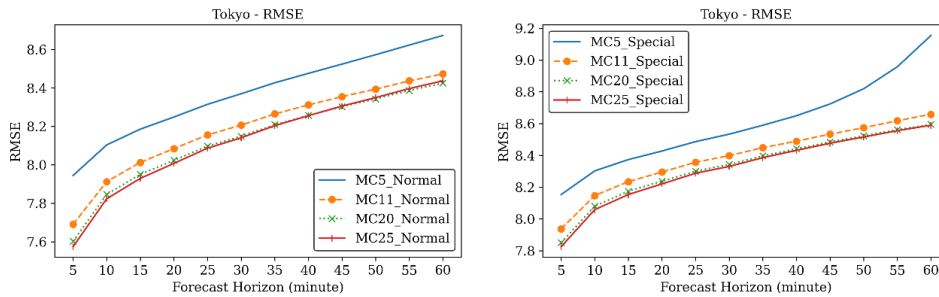 Tokyo - RMSE
8.6
8.4
8.2
8.0
7.8
7.6
RMSE
MC5_Normal
MC11_Normal
MC20_Normal
MC25_Normal
5 10 15 20 25 30 35 40 45 50 55 60
Forecast Horizon (minute)
Tokyo - RMSE
9.2
9.0
8.8
8.6
8.4
8.2
8.0
7.8
RMSE
MC5_Special
MC11_Special
MC20_Special
MC25_Special
5 10 15 20 25 30 35 40 45 50 55 60
Forecast Horizon (minute)